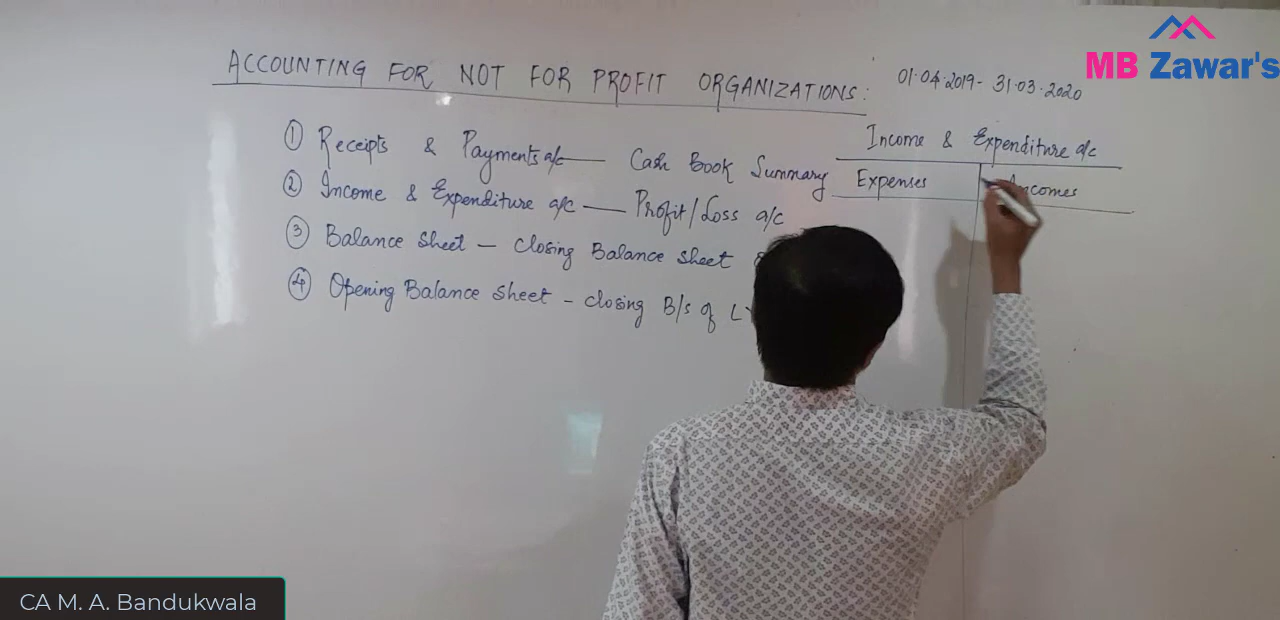 MB Zawar's
ACCOUNTING FOR NOT FOR PROFIT ORGANIZATIONS:
01.04.2019 - 31.03.2020
① Receipts & Payments a/c — Cash Book Summary
② Income & Expenditure a/c — Profit/Loss a/c
③ Balance Sheet - Closing Balance Sheet
④ Opening Balance Sheet - Closing B/s of
Income & Expenditure a/c
Expenses Incomes
CA M. A. Bandukwala